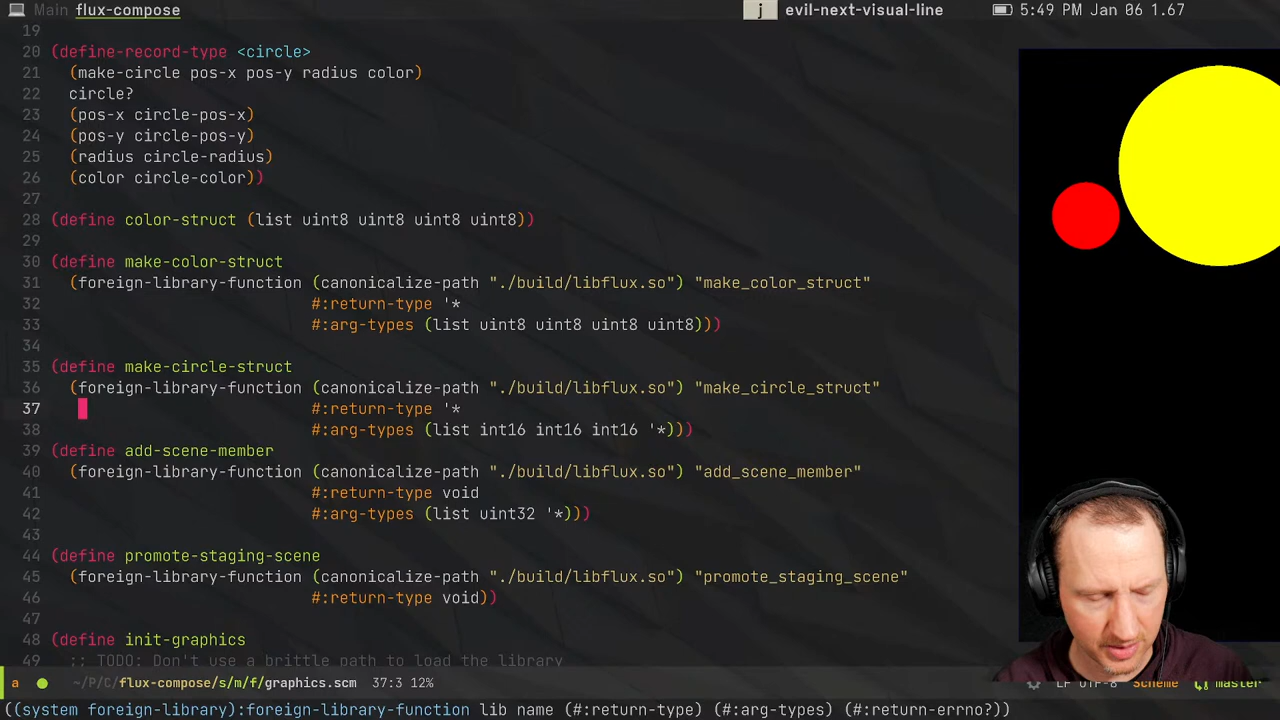 Main flux-compose j evil-next-visual-line 5:49 PM Jan 06 1.67
19
20 (define-record-type <circle>
21 (make-circle pos-x pos-y radius color)
22 circle?
23 (pos-x circle-pos-x)
24 (pos-y circle-pos-y)
25 (radius circle-radius)
26 (color circle-color))
27
28 (define color-struct (list uint8 uint8 uint8 uint8))
29
30 (define make-color-struct
31 (foreign-library-function (canonicalize-path "./build/libflux.so") "make_color_struct"
32 #:return-type '*
33 #:arg-types (list uint8 uint8 uint8 uint8)))
34
35 (define make-circle-struct
36 (foreign-library-function (canonicalize-path "./build/libflux.so") "make_circle_struct"
37 #:return-type '*
38 #:arg-types (list int16 int16 int16 '*)))
39 (define add-scene-member
40 (foreign-library-function (canonicalize-path "./build/libflux.so") "add_scene_member"
41 #:return-type void
42 #:arg-types (list uint32 '*)))
43
44 (define promote-staging-scene
45 (foreign-library-function (canonicalize-path "./build/libflux.so") "promote_staging_scene"
46 #:return-type void))
47
48 (define init-graphics
49 ;; TODO: Don't use a brittle path to load the library
a ~/P/C/flux-compose/s/m/f/graphics.scm 37:3 12% LF UTF-8 Scheme master
((system foreign-library):foreign-library-function lib name (#:return-type) (#:arg-types) (#:return-errno?))